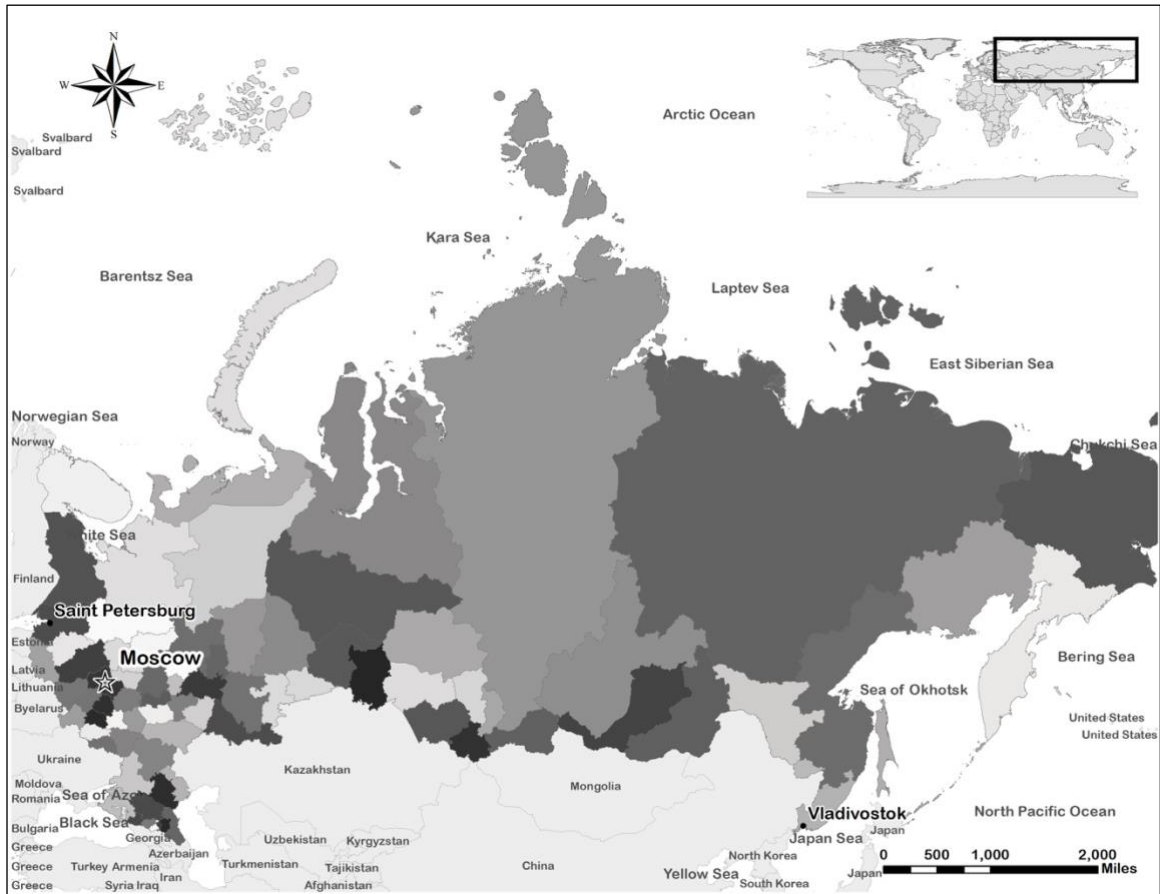 N
W E
S
Arctic Ocean
Svalbard
Svalbard
Svalbard
Kara Sea
Barentsz Sea
Laptev Sea
East Siberian Sea
Norwegian Sea
Norway
Chukchi Sea
White Sea
Finland
Saint Petersburg
Estonia
Moscow
Latvia
Lithuania
Byelarus
Bering Sea
Sea of Okhotsk
United States
United States
Ukraine
Kazakhstan
Mongolia
Moldova
Romania
Sea of Azo
Black Sea
Bulgaria
Georgia
Vladivostok
North Pacific Ocean
Japan
Japan Sea
Greece
Uzbekistan
Kyrgyzstan
Azerbaijan
North Korea
0 500 1,000 2,000
Miles
Greece
Turkey Armenia
Turkmenistan
Tajikistan
China
Iran
Yellow Sea
Japan
Greece
Syria Iraq
Afghanistan
South Korea